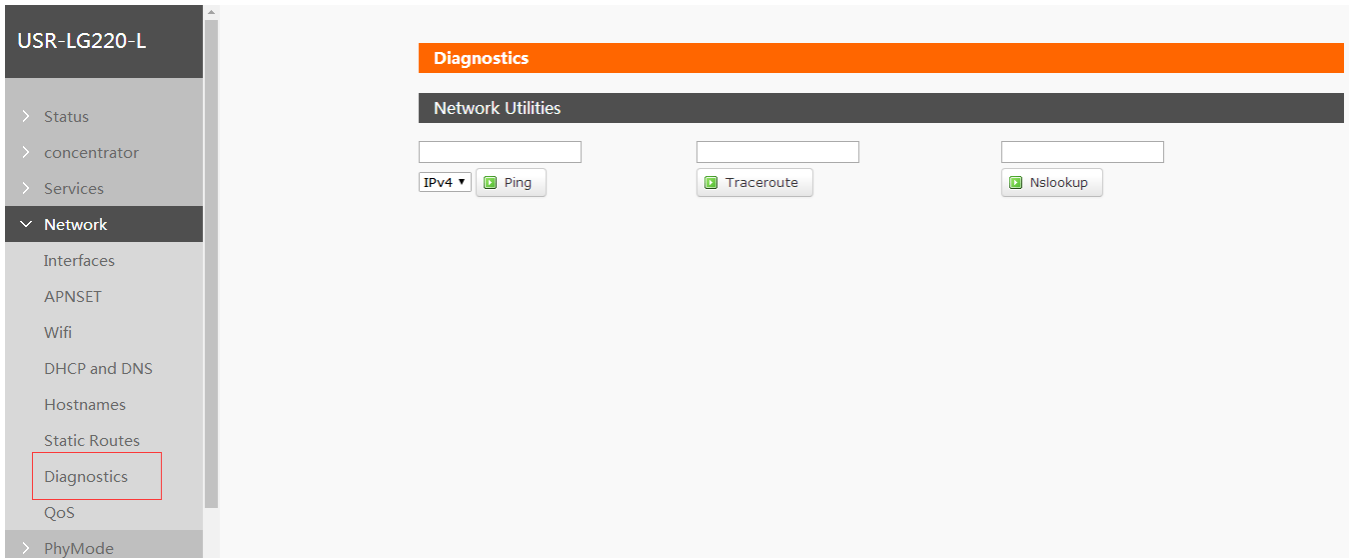 USR-LG220-L
Status
concentrator
Services
Network
Interfaces
APNSET
Wifi
DHCP and DNS
Hostnames
Static Routes
Diagnostics
QoS
PhyMode
Diagnostics
Network Utilities
IPv4 Ping Traceroute Nslookup